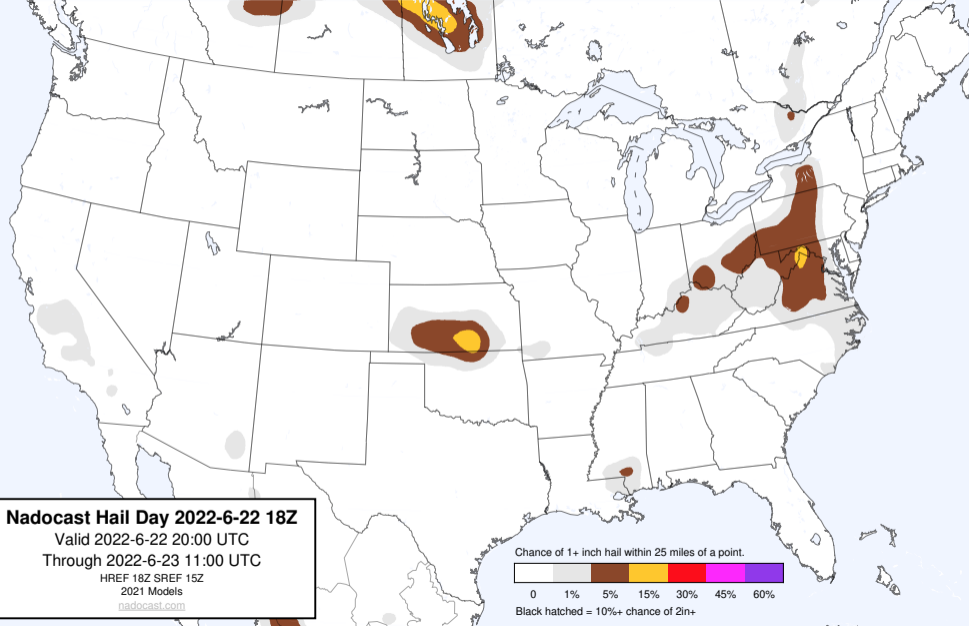 Nadocast Hail Day 2022-6-22 18Z
Valid 2022-6-22 20:00 UTC
Through 2022-6-23 11:00 UTC
HREF 18Z SREF 15Z
2021 Models
nadocast.com
Chance of 1+ inch hail within 25 miles of a point.
0 1% 5% 15% 30% 45% 60%
Black hatched = 10%+ chance of 2in+